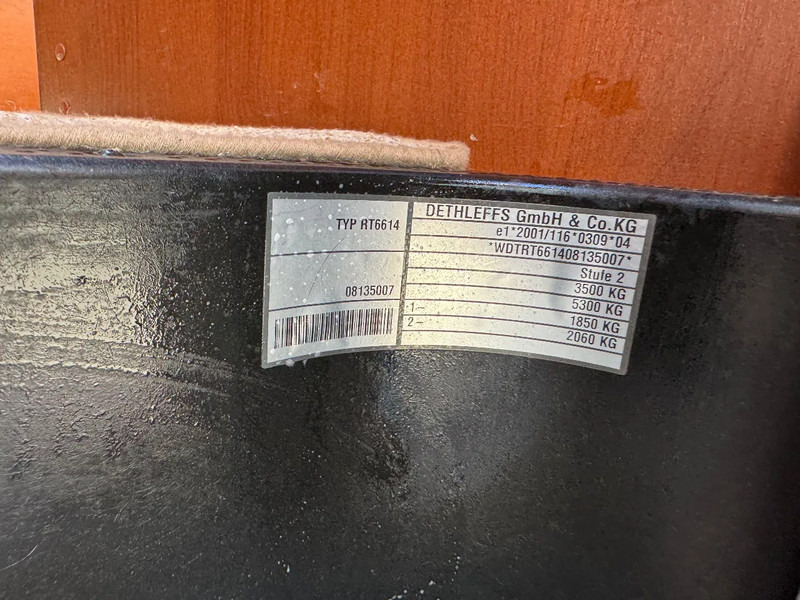 TYP RT6614
08135007
DETHLEFFS GmbH & Co.KG
e1*2001/116*0309*04
*WDTRT661408135007*
Stufe 2
3500 KG
5300 KG
1– 1850 KG
2– 2060 KG